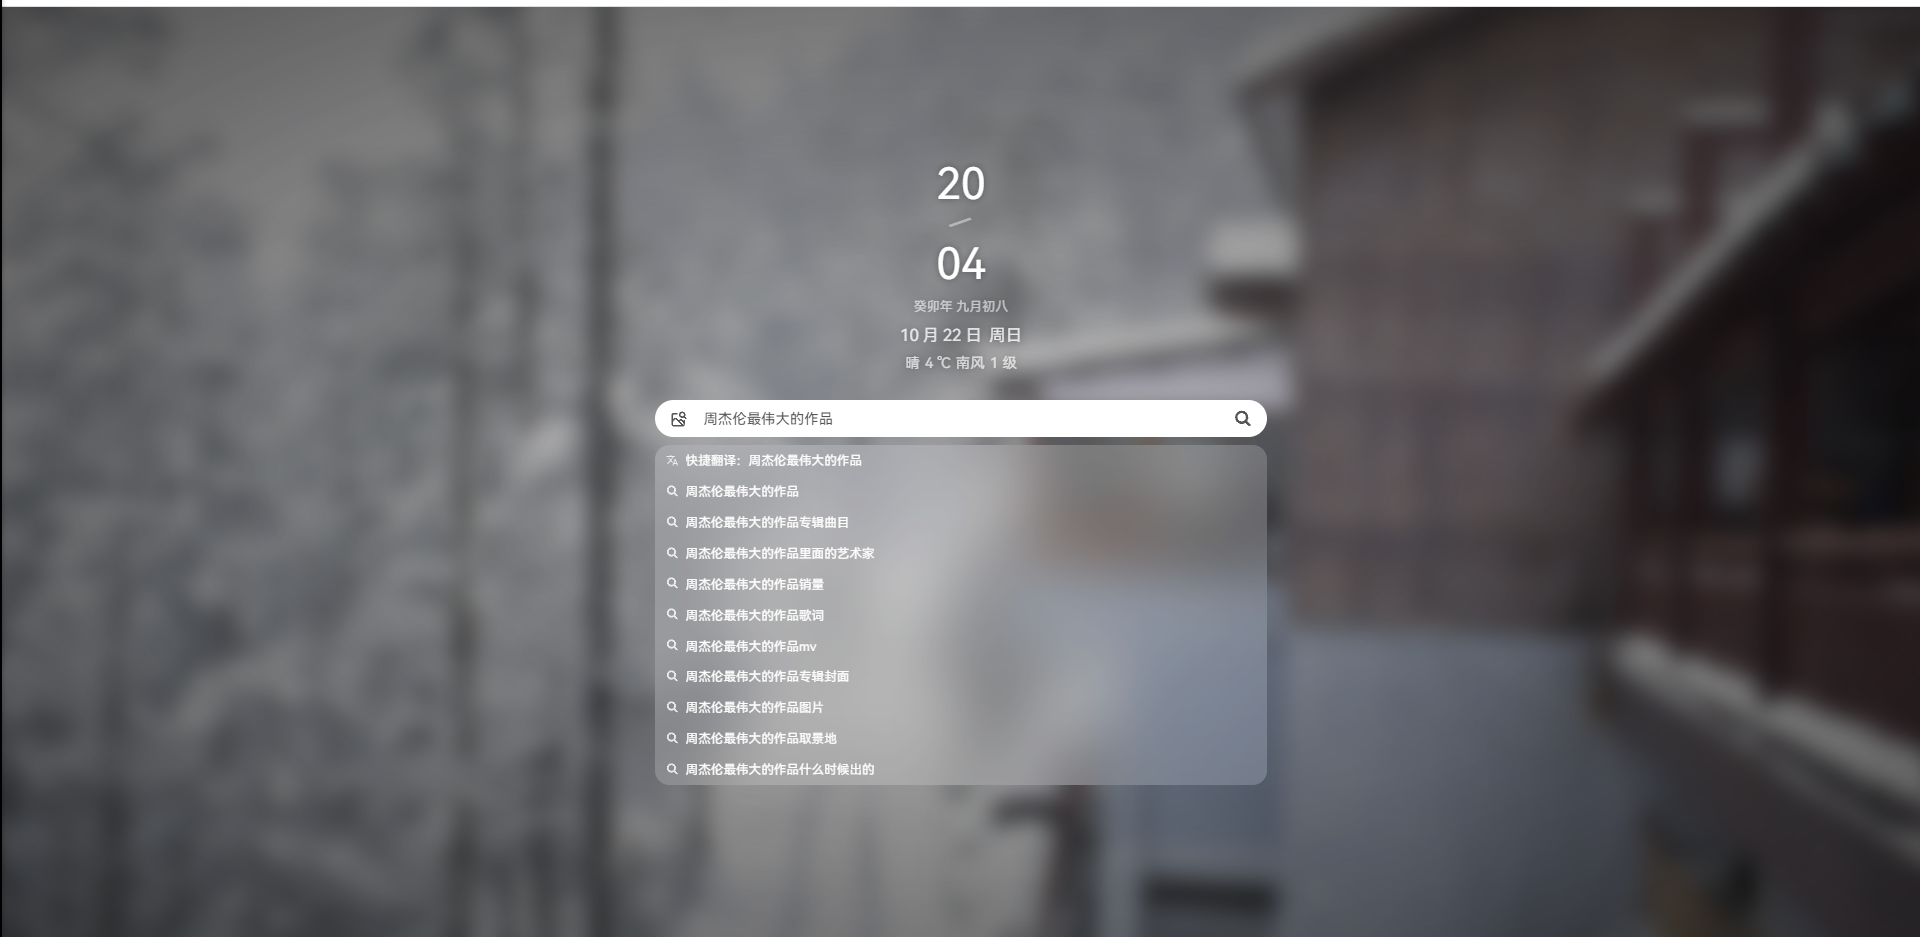 20
04
癸卯年 九月初八
10 月 22 日 周日
晴 4 ℃ 南风 1 级
周杰伦最伟大的作品
快捷翻译：周杰伦最伟大的作品
周杰伦最伟大的作品
周杰伦最伟大的作品专辑曲目
周杰伦最伟大的作品里面的艺术家
周杰伦最伟大的作品销量
周杰伦最伟大的作品歌词
周杰伦最伟大的作品mv
周杰伦最伟大的作品专辑封面
周杰伦最伟大的作品图片
周杰伦最伟大的作品取景地
周杰伦最伟大的作品什么时候出的